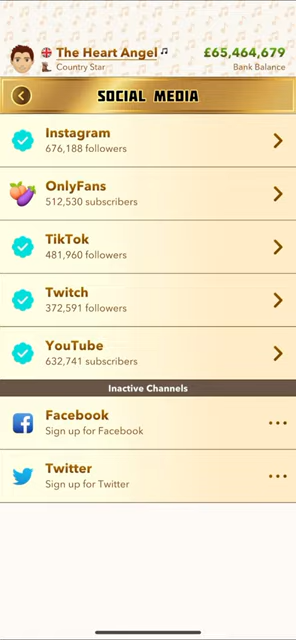 The Heart Angel
£65,464,679
Country Star
Bank Balance
SOCIAL MEDIA
Instagram
676,188 followers
OnlyFans
512,530 subscribers
TikTok
481,960 followers
Twitch
372,591 followers
YouTube
632,741 subscribers
Inactive Channels
Facebook
Sign up for Facebook
Twitter
Sign up for Twitter